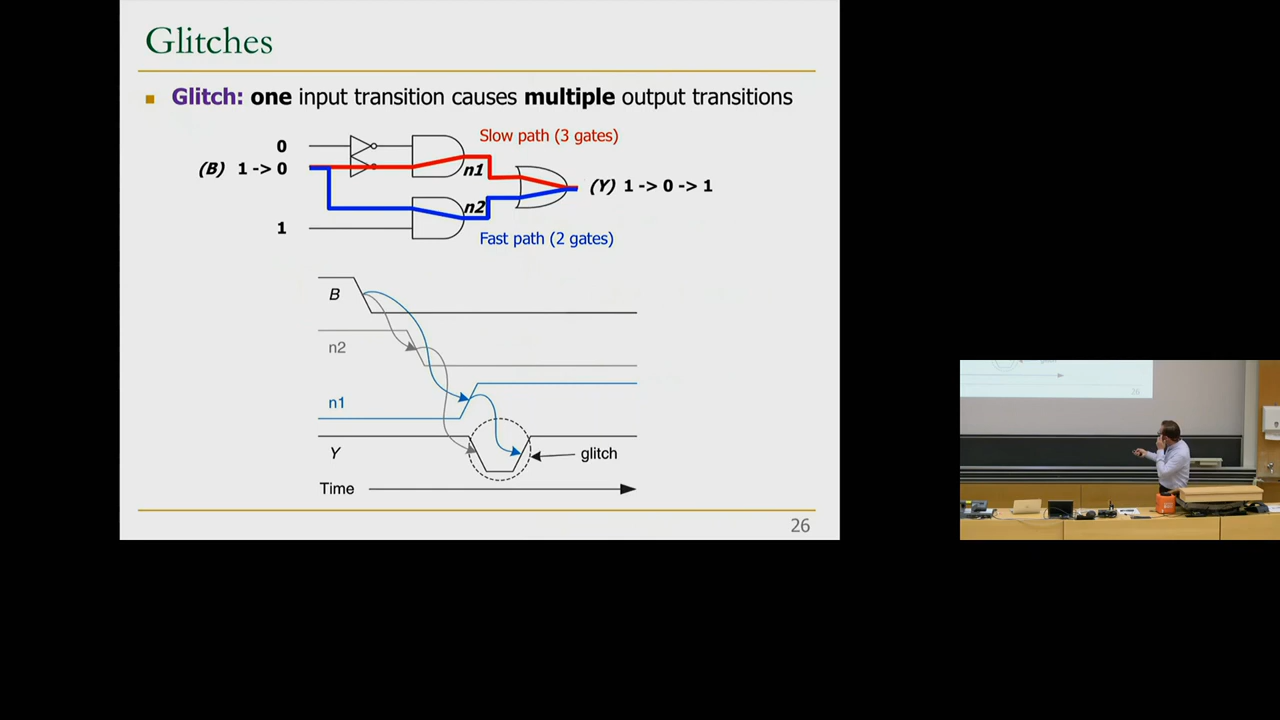 Glitches
Glitch: one input transition causes multiple output transitions
Slow path (3 gates)
0
(B) 1 -> 0
n1
(Y) 1 -> 0 -> 1
n2
1
Fast path (2 gates)
B
n2
n1
Y
glitch
Time
26
26